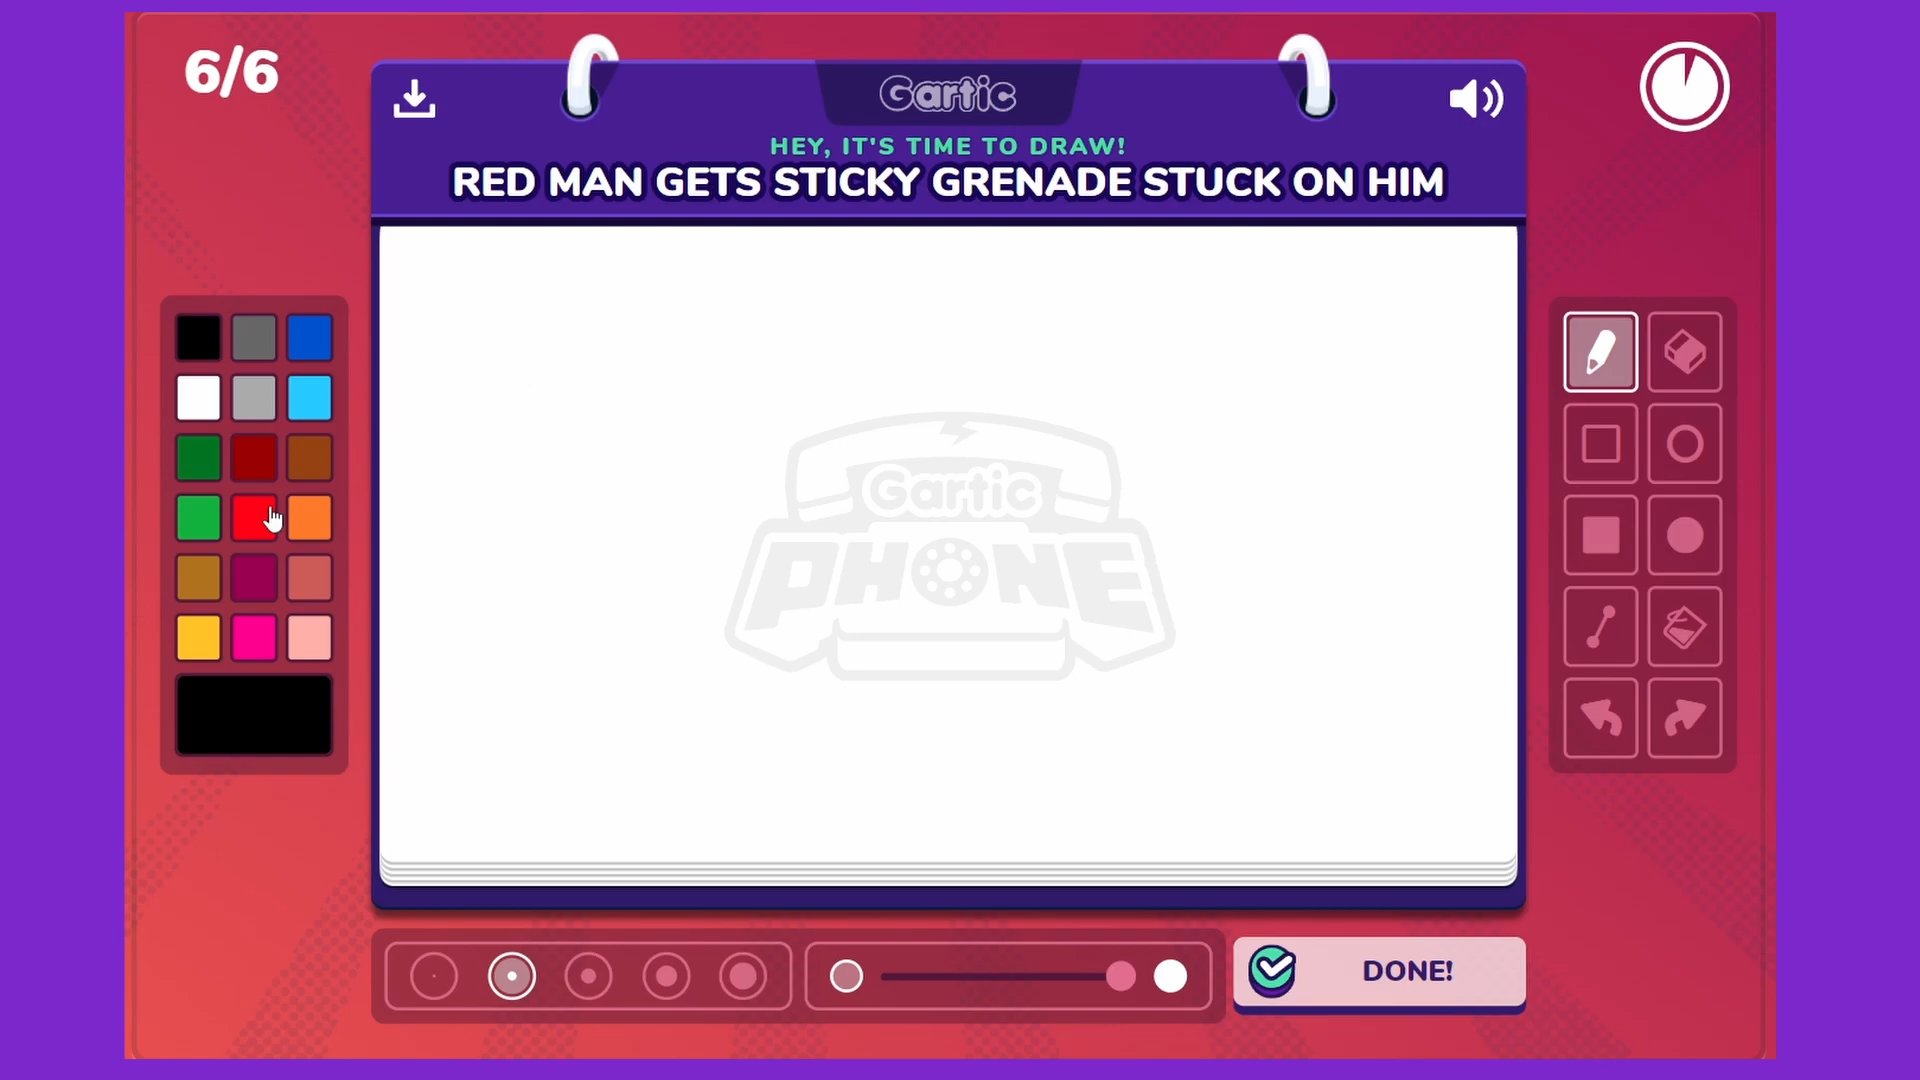 6/6
Gartic
HEY, IT'S TIME TO DRAW!
RED MAN GETS STICKY GRENADE STUCK ON HIM
Gartic
PHONE
DONE!